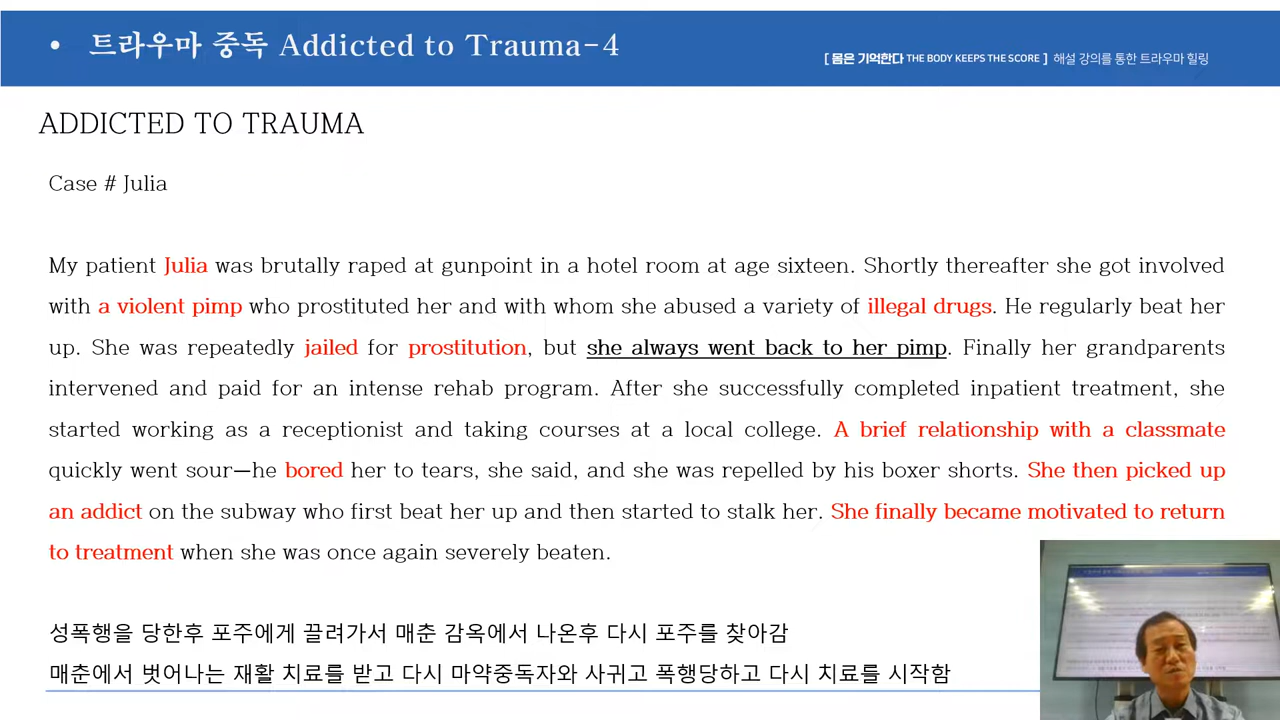 • 트라우마 중독 Addicted to Trauma-4
[ 몸은 기억한다 THE BODY KEEPS THE SCORE ] 해설 강의를 통한 트라우마 힐링
ADDICTED TO TRAUMA
Case # Julia
My patient Julia was brutally raped at gunpoint in a hotel room at age sixteen. Shortly thereafter she got involved
with a violent pimp who prostituted her and with whom she abused a variety of illegal drugs. He regularly beat her
up. She was repeatedly jailed for prostitution, but she always went back to her pimp. Finally her grandparents
intervened and paid for an intense rehab program. After she successfully completed inpatient treatment, she
started working as a receptionist and taking courses at a local college. A brief relationship with a classmate
quickly went sour—he bored her to tears, she said, and she was repelled by his boxer shorts. She then picked up
an addict on the subway who first beat her up and then started to stalk her. She finally became motivated to return
to treatment when she was once again severely beaten.
성폭행을 당한후 포주에게 끌려가서 매춘 감옥에서 나온후 다시 포주를 찾아감
매춘에서 벗어나는 재활 치료를 받고 다시 마약중독자와 사귀고 폭행당하고 다시 치료를 시작함